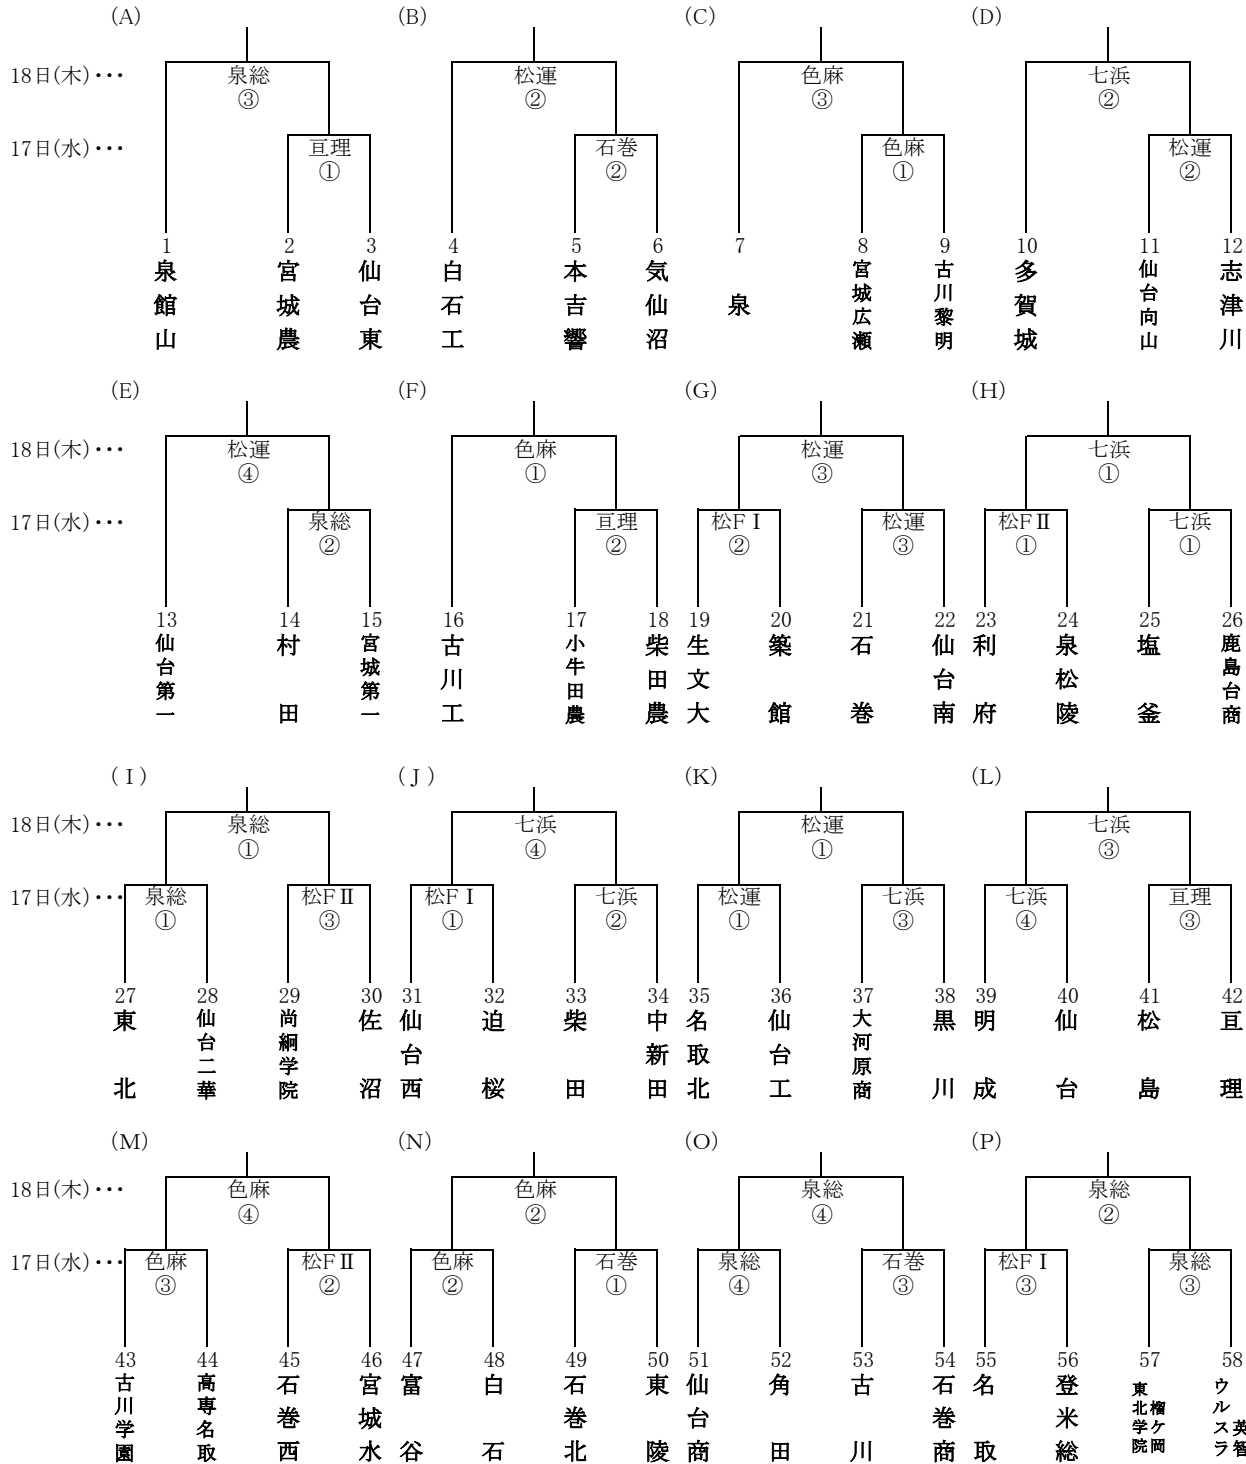 (A) (B) (C) (D)
18日(木)・・・ 泉総 松運 色麻 七浜
③ ② ③ ②
17日(水)・・・ 亘理 石巻 色麻 松運
① ② ① ②
1 2 3 4 5 6 7 8 9 10 11 12
泉館山 宮城農 仙台東 白石工 本吉響 気仙沼 泉 宮城広瀬 古川黎明 多賀城 仙台向山 志津川
(E) (F) (G) (H)
18日(木)・・・ 松運 色麻 松運 七浜
④ ① ③ ①
17日(水)・・・ 泉総 亘理 松FⅠ 松運 松FⅡ 七浜
② ② ② ③ ① ①
13 14 15 16 17 18 19 20 21 22 23 24 25 26
仙台第一 村田 宮城第一 古川工 小牛田農 柴田農 生文大 築館 石巻 仙台南 利府 泉松陵 塩釜 鹿島台商
(I) (J) (K) (L)
18日(木)・・・ 泉総 七浜 松運 七浜
① ④ ① ③
17日(水)・・・ 泉総 松FⅡ 松FⅠ 七浜 松運 七浜 七浜 亘理
① ③ ① ② ① ③ ④ ③
27 28 29 30 31 32 33 34 35 36 37 38 39 40 41 42
東北 仙台二華 尚絅学院 佐沼 仙台西 迫桜 柴田 中新田 名取北 仙台工 大河原商 黒川 明成 仙台 松島 亘理
(M) (N) (O) (P)
18日(木)・・・ 色麻 色麻 泉総 泉総
④ ② ④ ②
17日(水)・・・ 色麻 松FⅡ 色麻 石巻 泉総 石巻 松FⅠ 泉総
③ ② ② ① ④ ③ ③ ③
43 44 45 46 47 48 49 50 51 52 53 54 55 56 57 58
古川学園 高専名取 石巻西 宮城水 富谷 白石 石巻北 東陵 仙台商 角田 古川 石巻商 名取 登米総 東北学院榴ケ岡 ウルスラ英智